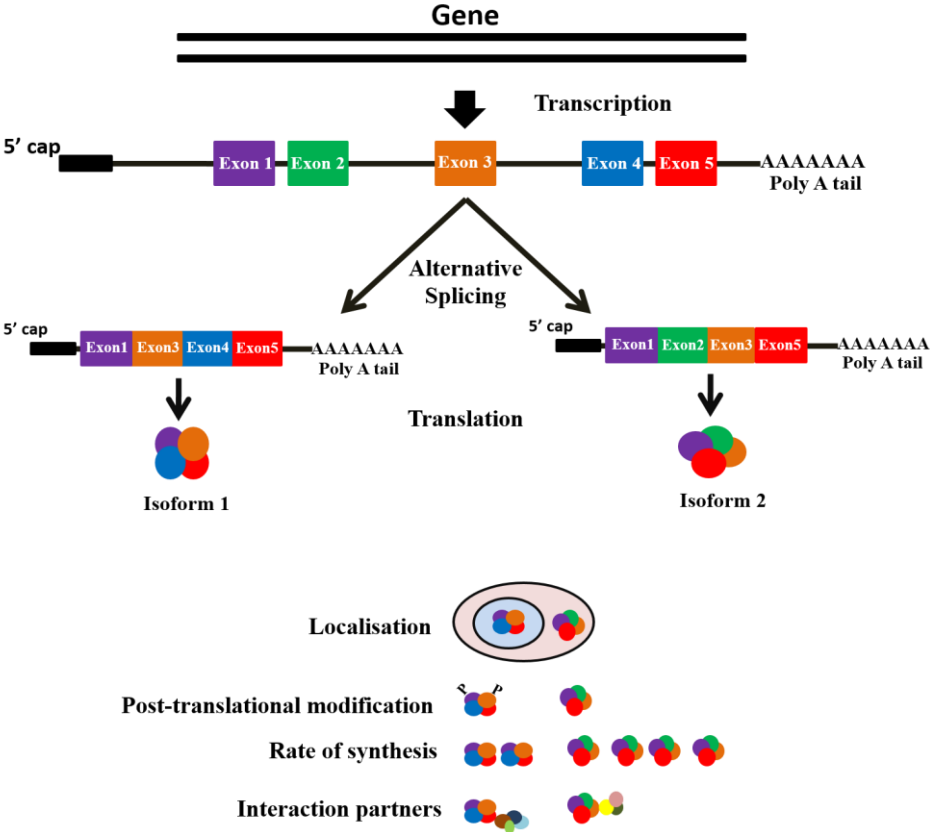 Gene
Transcription
5’ cap
Exon 1 Exon 2 Exon 3 Exon 4 Exon 5 AAAAAAA
Poly A tail
Alternative
Splicing
5’ cap
Exon1 Exon3 Exon4 Exon5 AAAAAAA
Poly A tail
5’ cap
Exon1 Exon2 Exon3 Exon5 AAAAAAA
Poly A tail
Translation
Isoform 1
Isoform 2
Localisation
P P
Post-translational modification
Rate of synthesis
Interaction partners